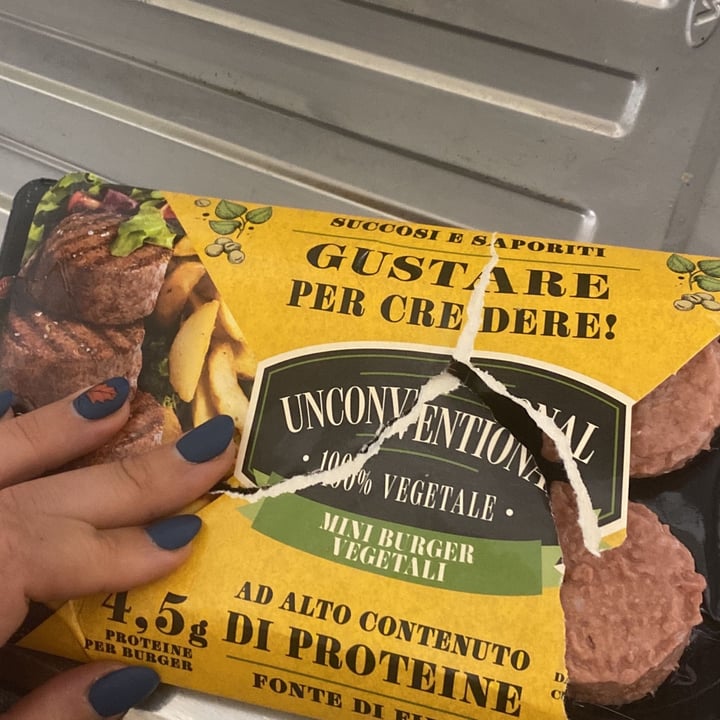 SUCCOSI E SAPORITI
GUSTARE
PER CREDERE!
UNCONVENTIONAL
100% VEGETALE
MINI BURGER
VEGETALI
4,5g
PROTEINE
PER BURGER
AD ALTO CONTENUTO
DI PROTEINE
FONTE DI